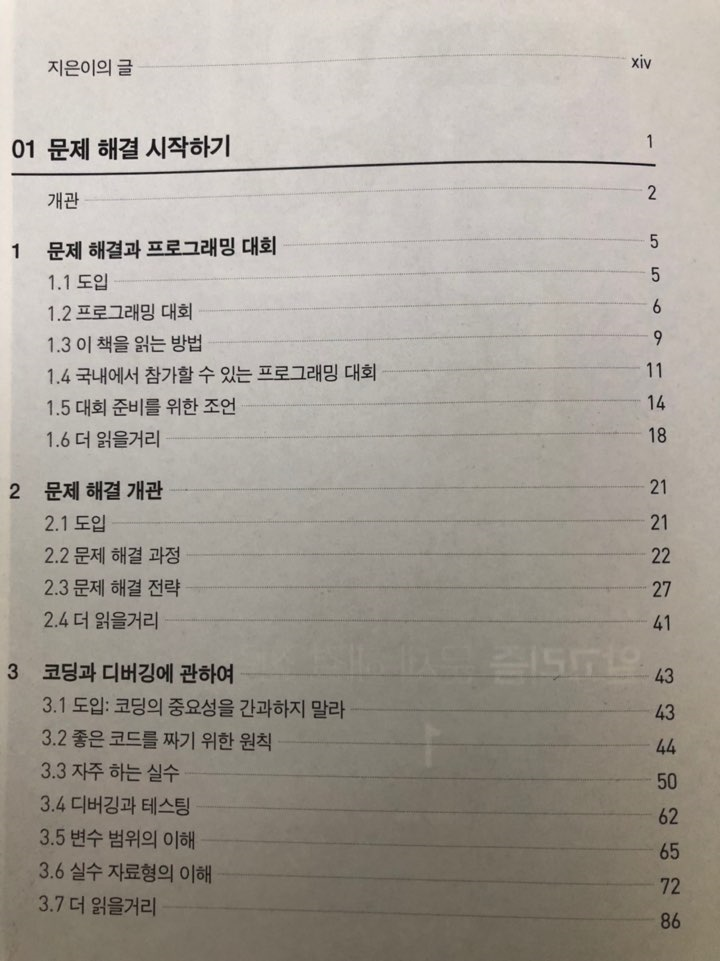 지은이의 글 xiv
01 문제 해결 시작하기 1
개관 2
1 문제 해결과 프로그래밍 대회 5
1.1 도입 5
1.2 프로그래밍 대회 6
1.3 이 책을 읽는 방법 9
1.4 국내에서 참가할 수 있는 프로그래밍 대회 11
1.5 대회 준비를 위한 조언 14
1.6 더 읽을거리 18
2 문제 해결 개관 21
2.1 도입 21
2.2 문제 해결 과정 22
2.3 문제 해결 전략 27
2.4 더 읽을거리 41
3 코딩과 디버깅에 관하여 43
3.1 도입: 코딩의 중요성을 간과하지 말라 43
3.2 좋은 코드를 짜기 위한 원칙 44
3.3 자주 하는 실수 50
3.4 디버깅과 테스팅 62
3.5 변수 범위의 이해 65
3.6 실수 자료형의 이해 72
3.7 더 읽을거리 86